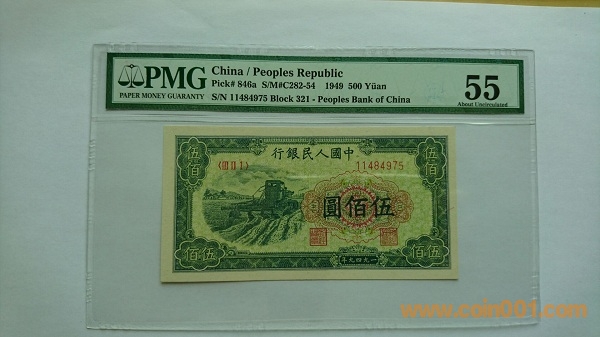 PMG
PAPER MONEY GUARANTY
China / Peoples Republic
Pick# 846a S/M#C282-54 1949 500 Yüan
S/N 11484975 Block 321 - Peoples Bank of China
55
About Uncirculated
行銀民人國中
伍百
伍百
〈III II I〉
11484975
圓佰伍
佰伍
佰伍
年九四九一
www.coin001.com